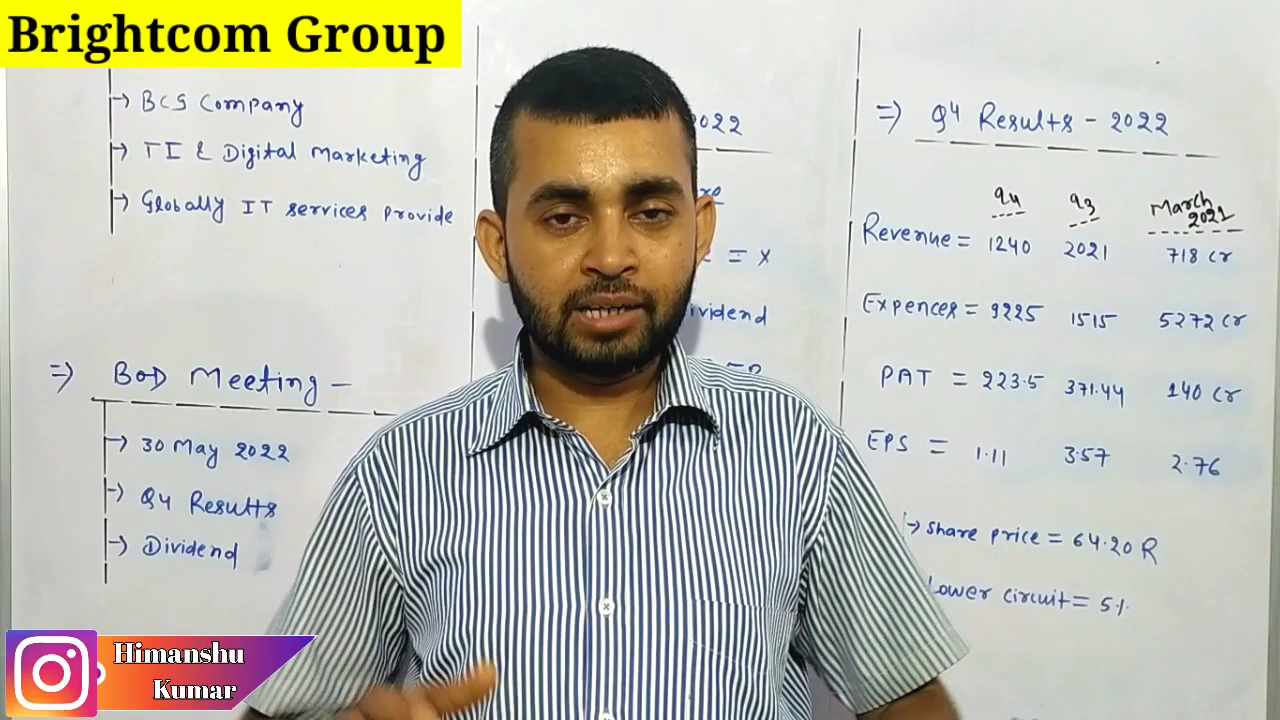 Brightcom Group
-> BCG Company
-> TI & Digital Marketing
-> Globally IT services provide
=> BOD Meeting -
-> 30 May 2022
-> Q4 Results
-> Dividend
2022
= x
ividend
=> Q4 Results - 2022
Q4 Q3 March 2021
Revenue = 1240 2021 718 Cr
Expences = 9225 1515 5272 Cr
PAT = 223.5 371.44 140 Cr
EPS = 1.11 3.57 2.76
-> Share price = 64.20 R
Lower circuit = 5%
Himanshu
Kumar